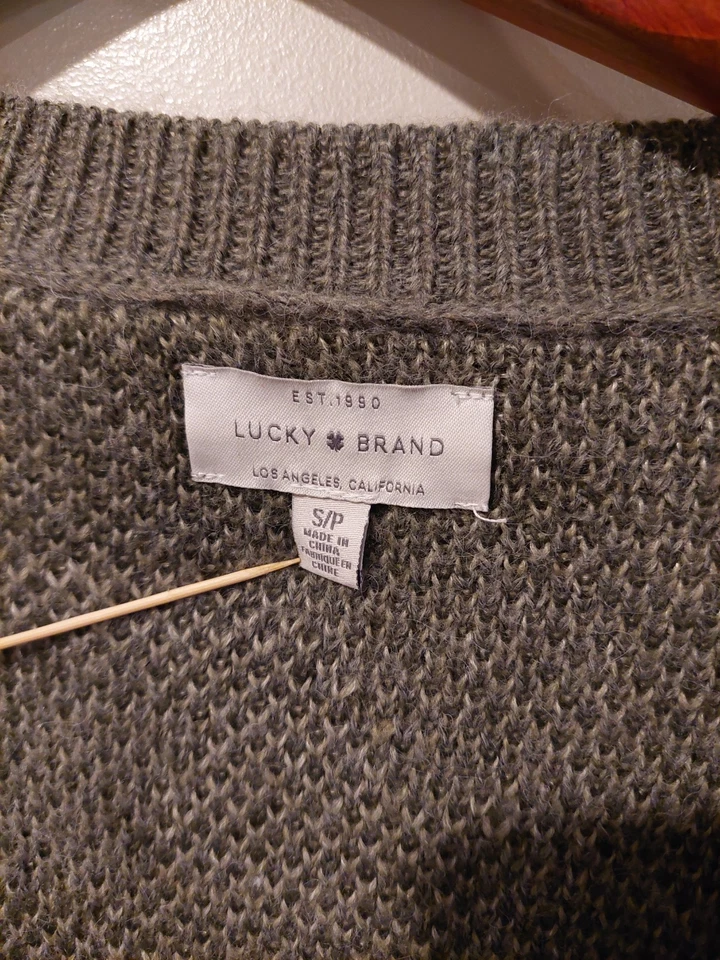 EST.1990
LUCKY BRAND
LOS ANGELES, CALIFORNIA
S/P
MADE IN
CHINA
FABRIQUE EN
CHINE